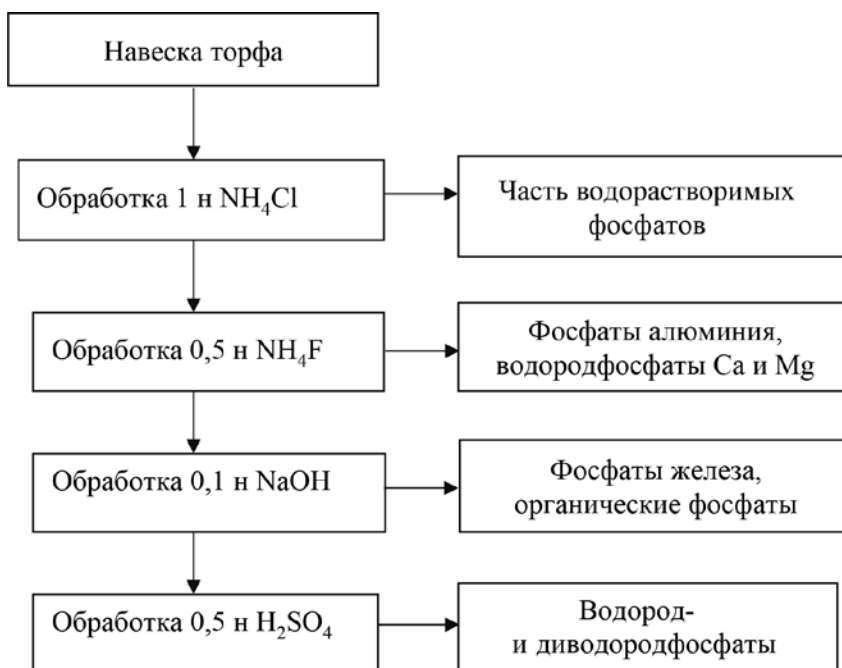 Навеска торфа
Обработка 1 н NH₄Cl
Часть водорастворимых
фосфатов
Обработка 0,5 н NH₄F
Фосфаты алюминия,
водородфосфаты Ca и Mg
Обработка 0,1 н NaOH
Фосфаты железа,
органические фосфаты
Обработка 0,5 н H₂SO₄
Водород-
и диводородфосфаты